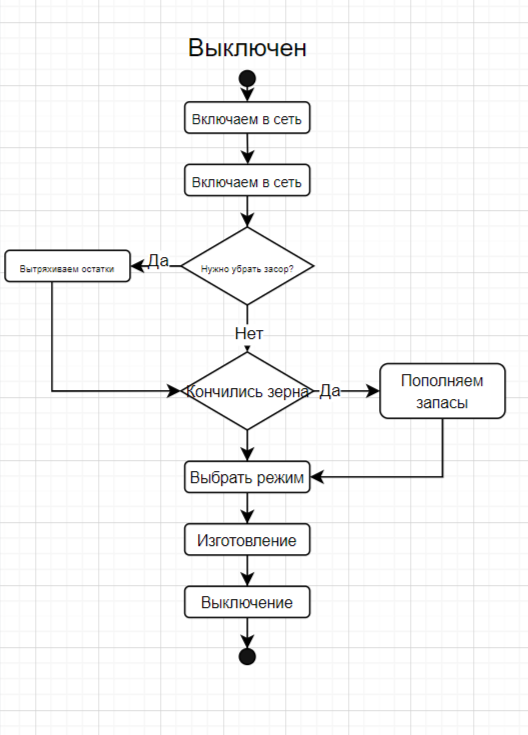 Выключен
Включаем в сеть
Включаем в сеть
Нужно убрать засор?
Да
Вытряхиваем остатки
Нет
Кончились зерна
Да
Пополняем
запасы
Выбрать режим
Изготовление
Выключение